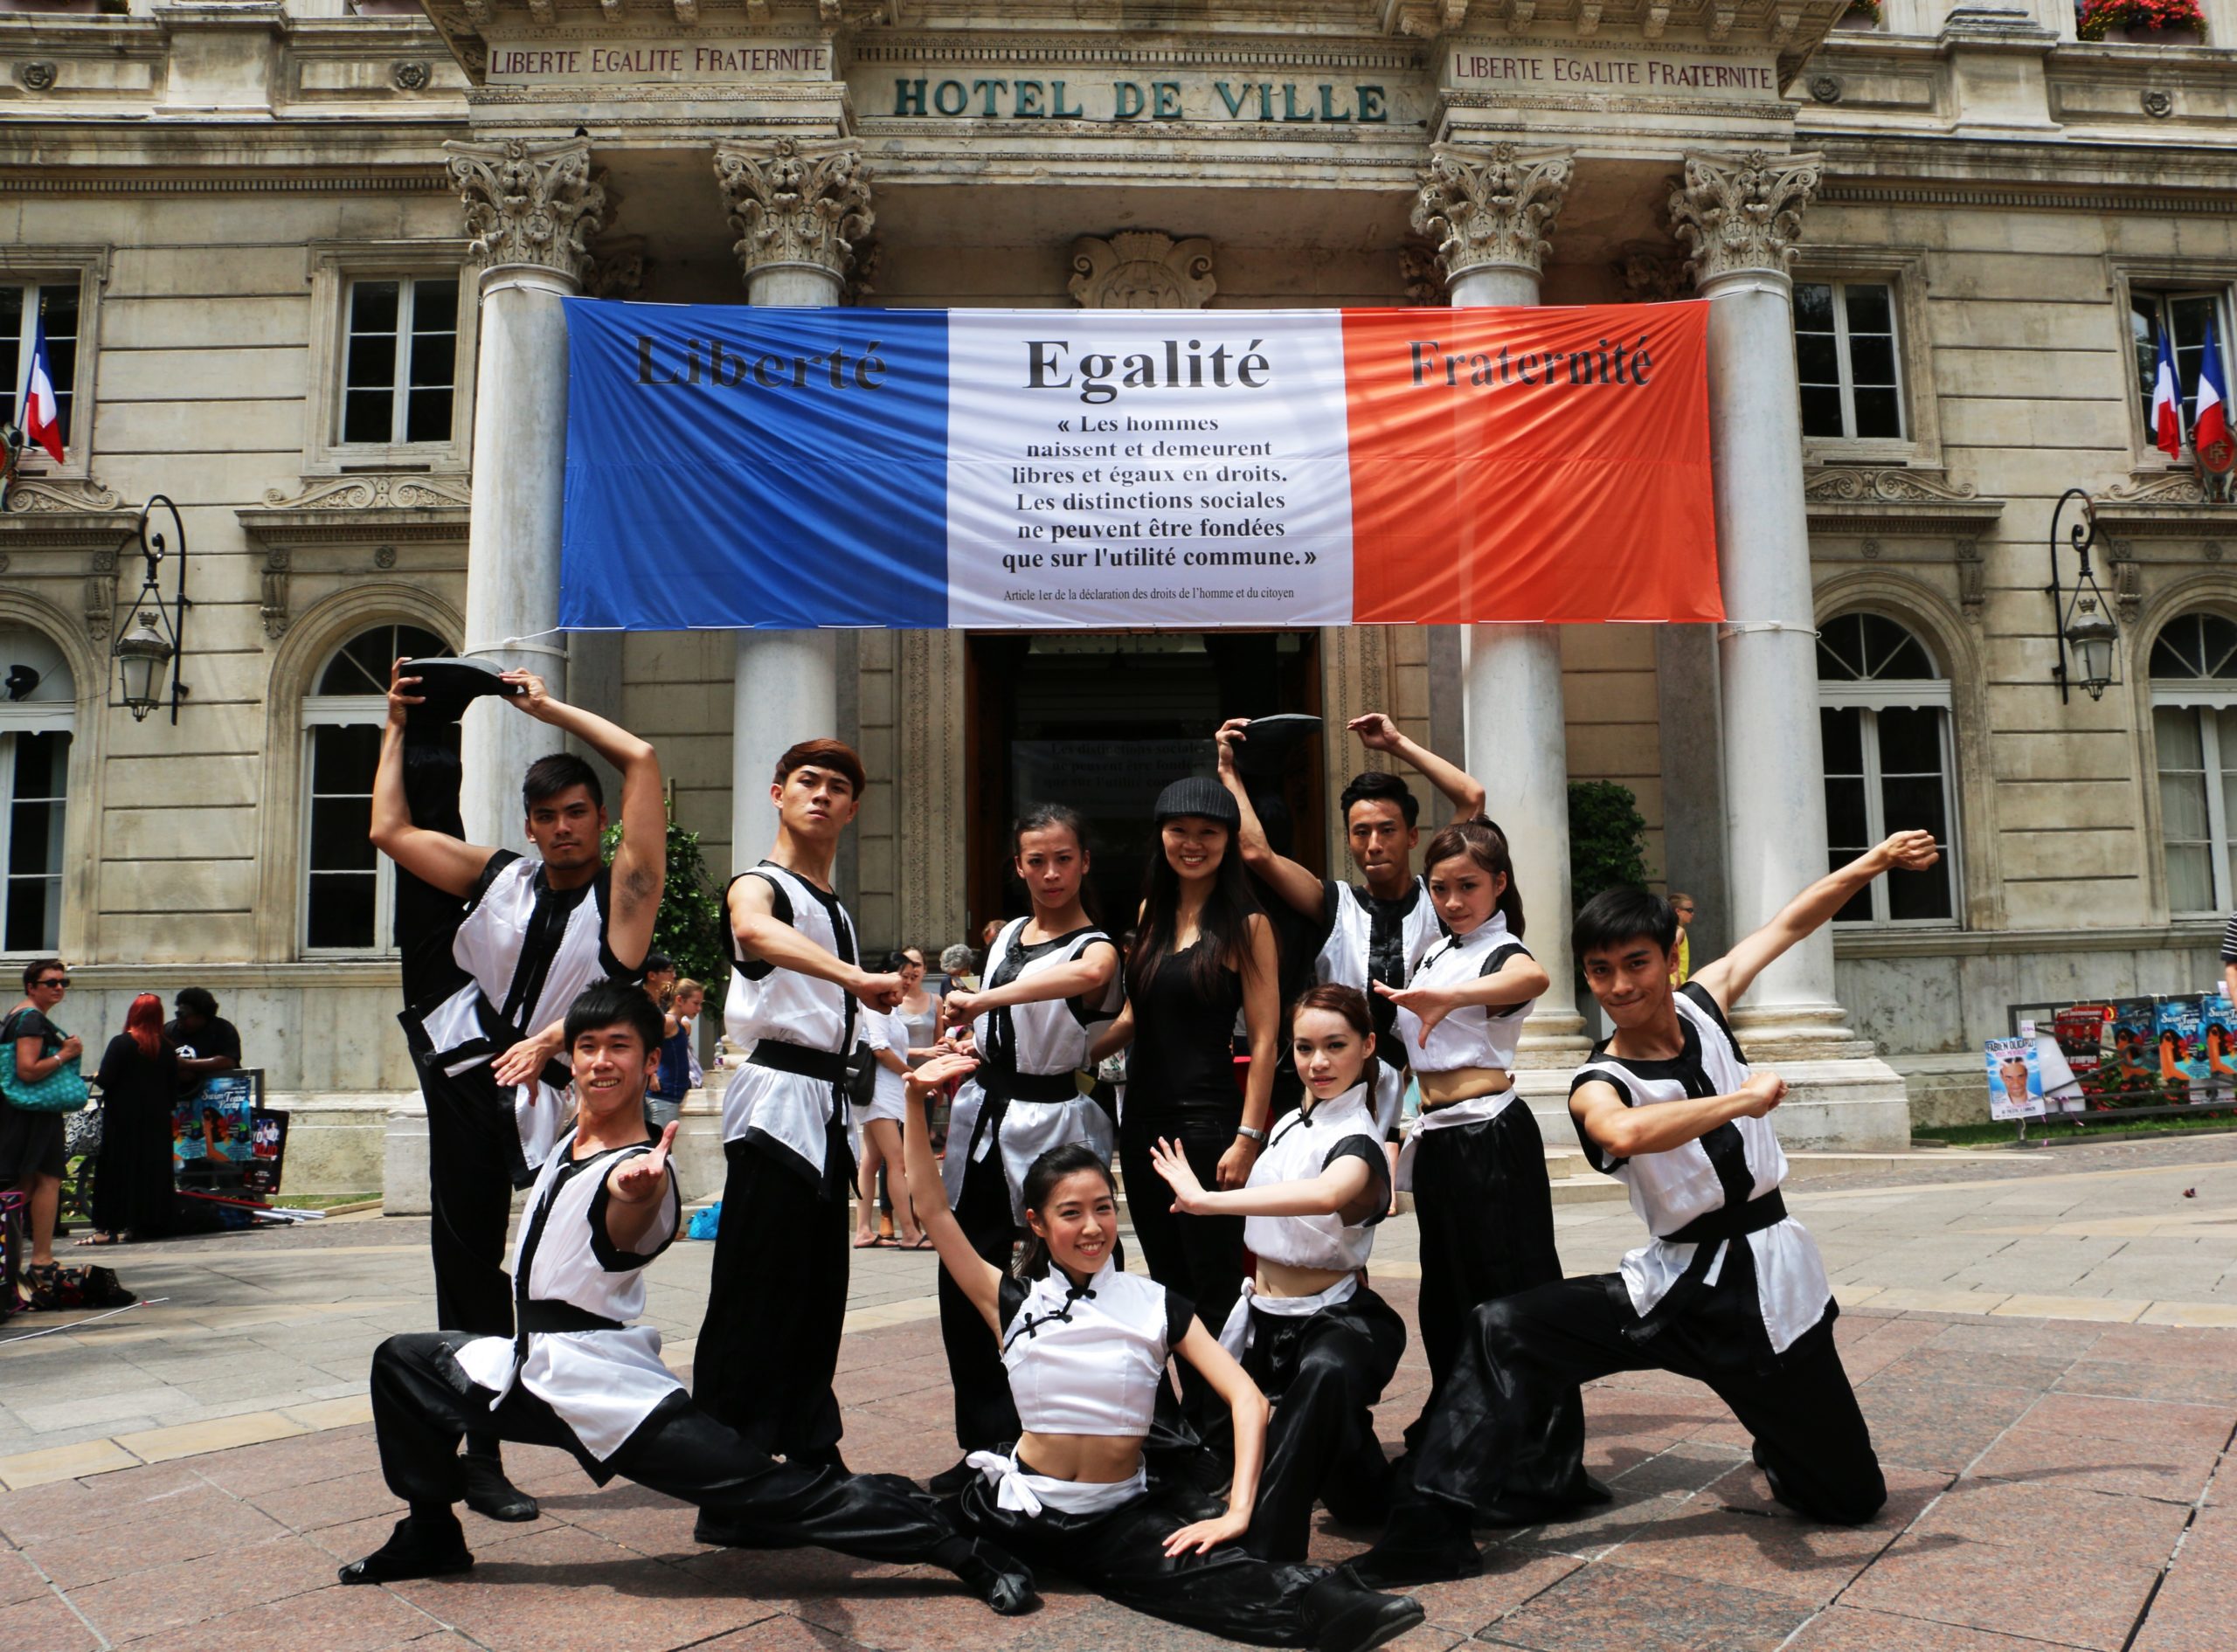 LIBERTE EGALITE FRATERNITE
HOTEL DE VILLE
LIBERTE EGALITE FRATERNITE
Liberté
Egalité
Fraternité
« Les hommes
naissent et demeurent
libres et égaux en droits.
Les distinctions sociales
ne peuvent être fondées
que sur l'utilité commune.»
Article 1er de la déclaration des droits de l'homme et du citoyen